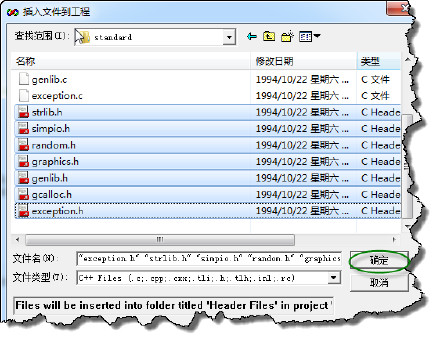 插入文件到工程
查找范围(I): standard
名称 修改日期 类型
genlib.c 1994/10/22 星期六 ... C 文件
exception.c 1994/10/22 星期六 ... C 文件
strlib.h 1994/10/22 星期六 ... C Heade
simpio.h 1994/10/22 星期六 ... C Heade
random.h 1994/10/22 星期六 ... C Heade
graphics.h 1994/10/22 星期六 ... C Heade
genlib.h 1994/10/22 星期六 ... C Heade
gcalloc.h 1994/10/22 星期六 ... C Heade
exception.h 1994/10/22 星期六 ... C Heade
文件名(N): "exception.h" "strlib.h" "simpio.h" "random.h" "graphics 确定
文件类型(T): C++ Files (.c;.cpp;.cxx;.tli;.h;.tlh;.inl;.rc) 取消
Files will be inserted into folder titled 'Header Files' in project